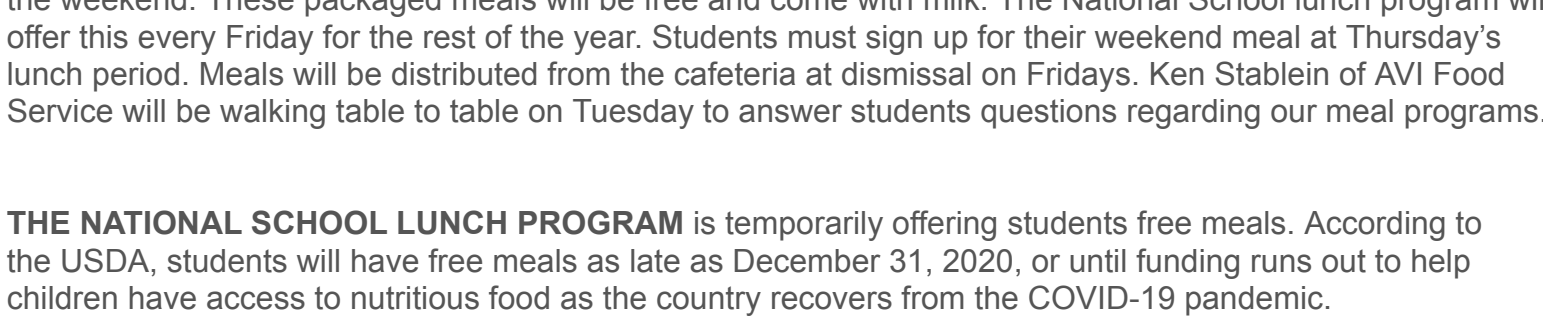 the weekend. These packaged meals will be free and come with milk. The National School lunch program will
offer this every Friday for the rest of the year. Students must sign up for their weekend meal at Thursday’s
lunch period. Meals will be distributed from the cafeteria at dismissal on Fridays. Ken Stablein of AVI Food
Service will be walking table to table on Tuesday to answer students questions regarding our meal programs.
THE NATIONAL SCHOOL LUNCH PROGRAM is temporarily offering students free meals. According to
the USDA, students will have free meals as late as December 31, 2020, or until funding runs out to help
children have access to nutritious food as the country recovers from the COVID-19 pandemic.